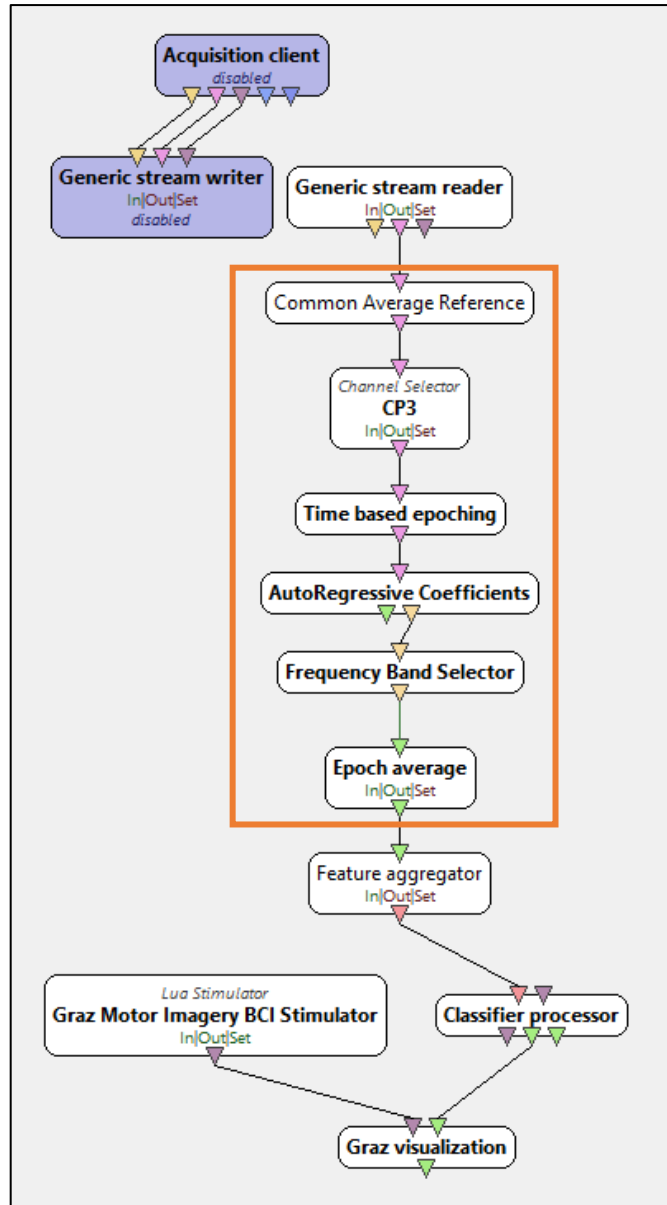 Acquisition client
disabled
Generic stream writer
In|Out|Set
disabled
Generic stream reader
In|Out|Set
Common Average Reference
Channel Selector
CP3
In|Out|Set
Time based epoching
AutoRegressive Coefficients
Frequency Band Selector
Epoch average
In|Out|Set
Feature aggregator
In|Out|Set
Lua Stimulator
Graz Motor Imagery BCI Stimulator
In|Out|Set
Classifier processor
Graz visualization